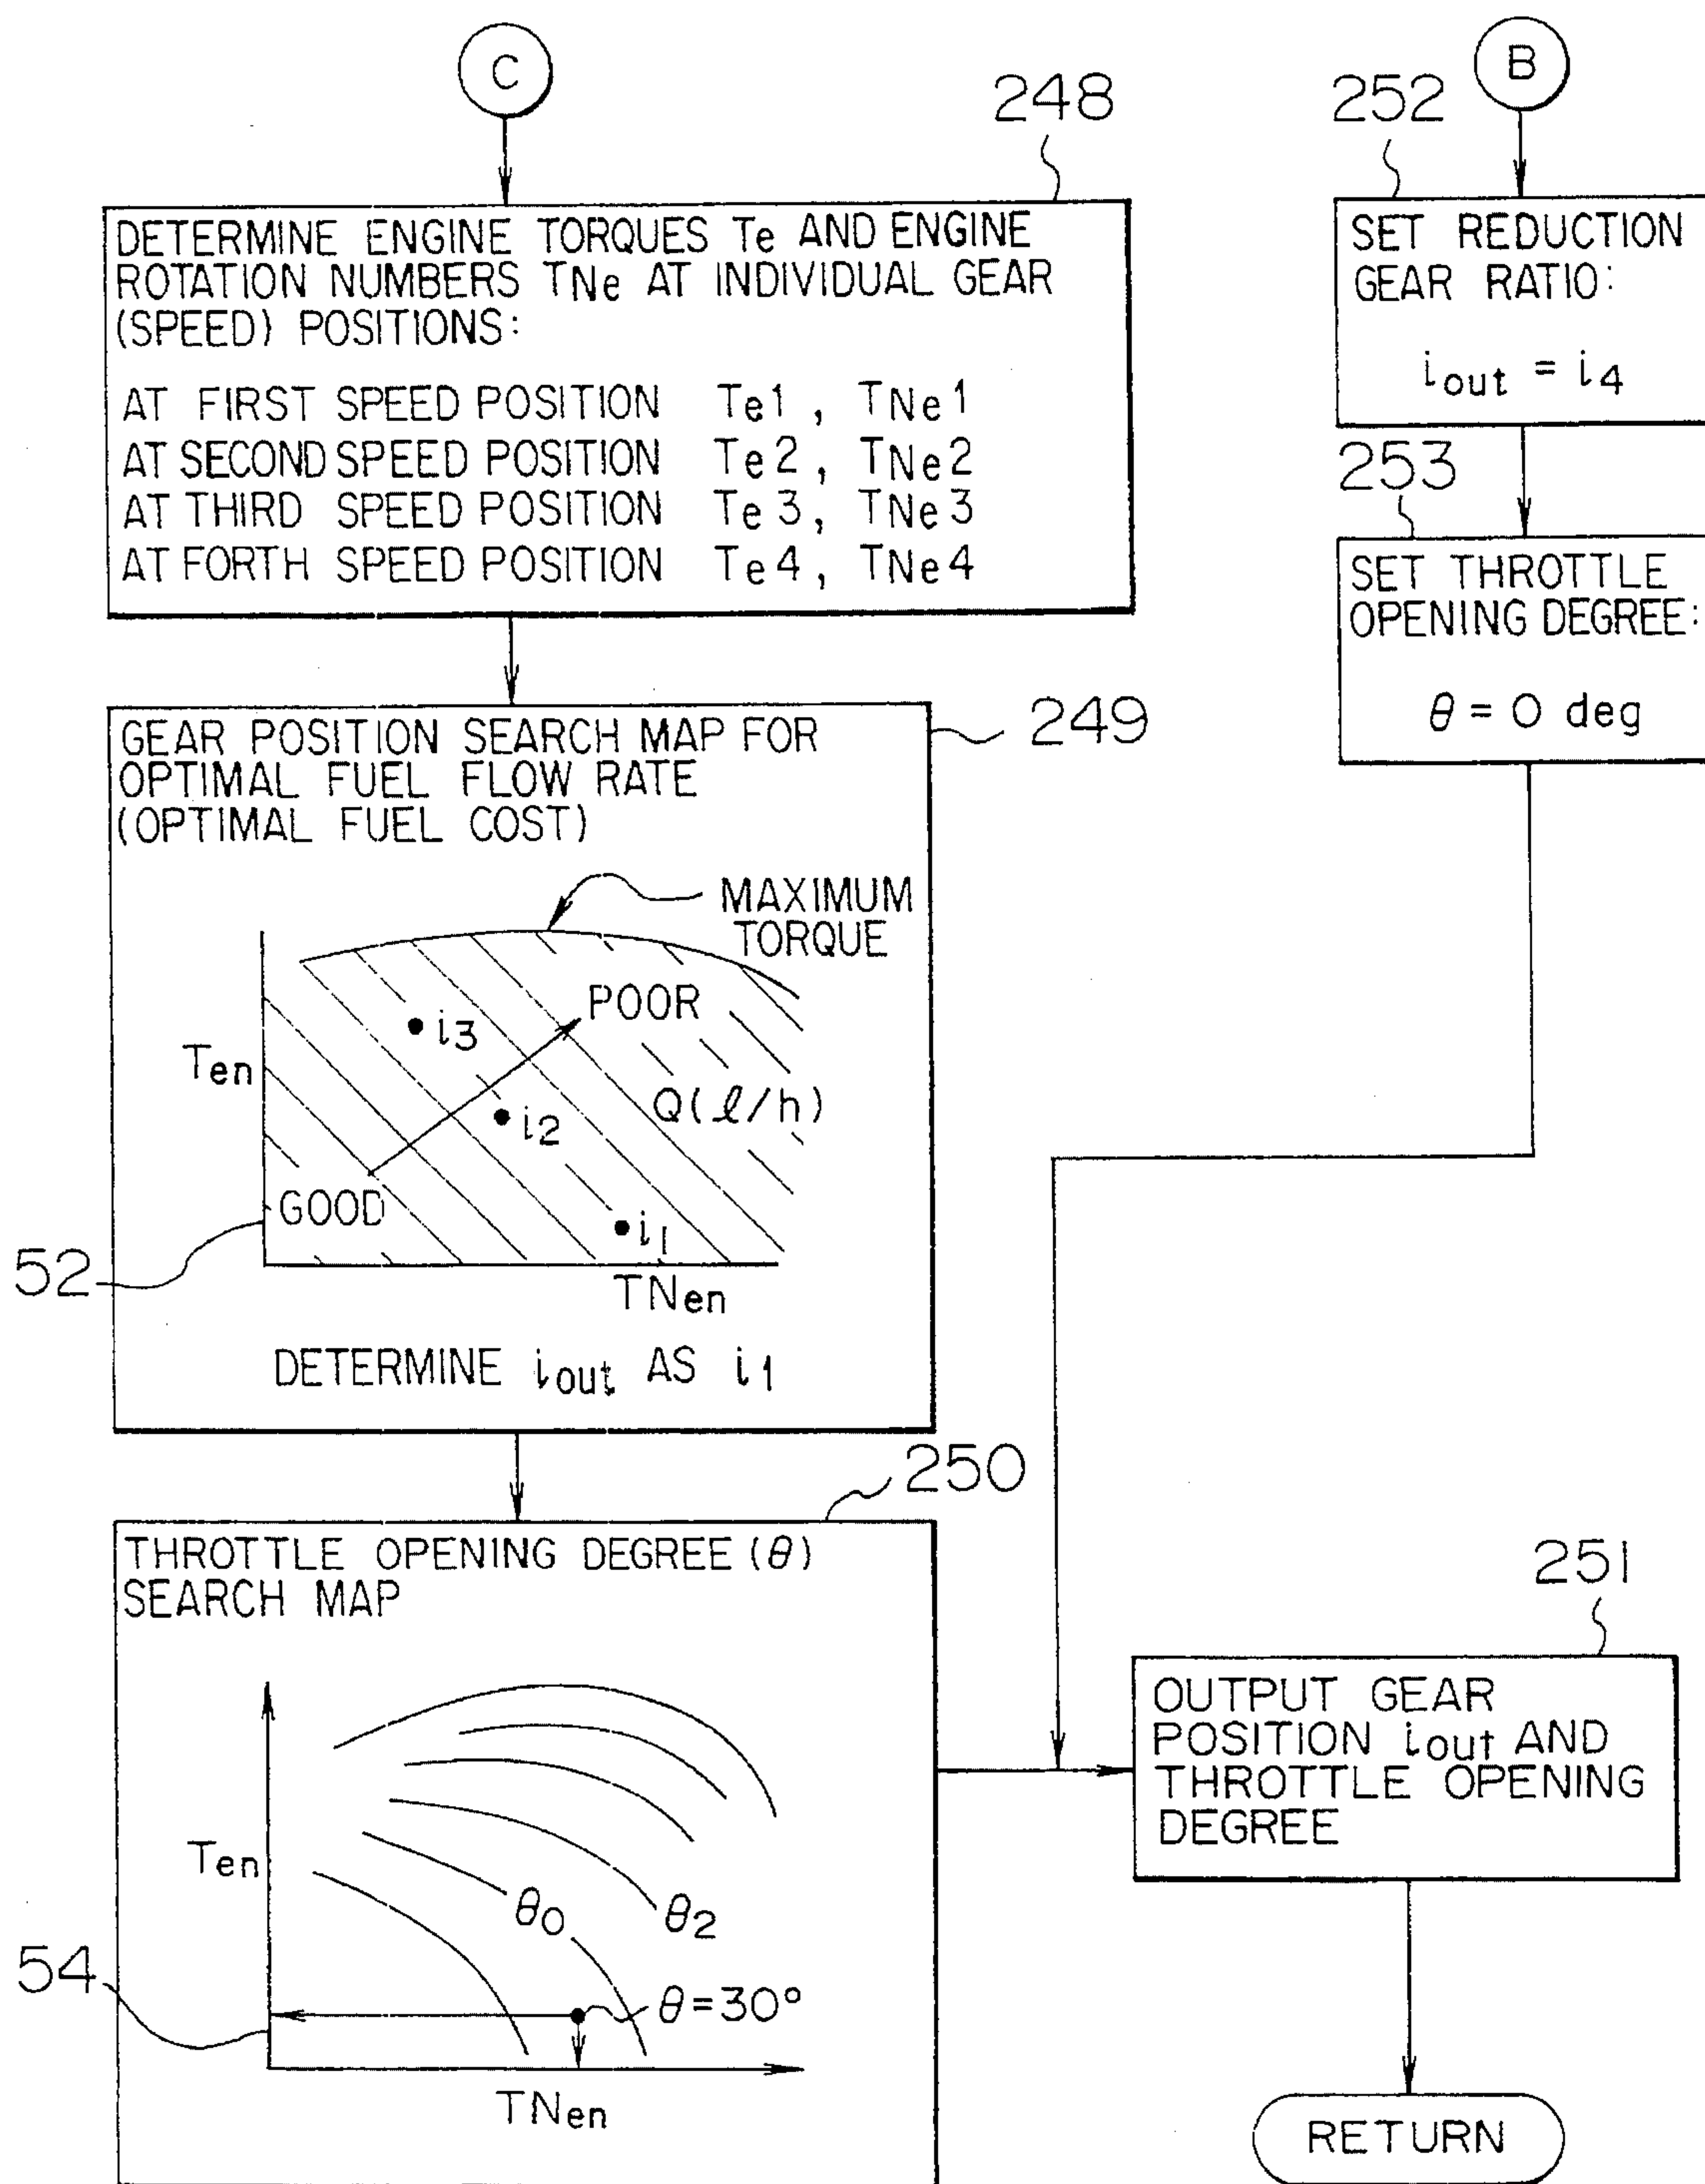 C
248
DETERMINE ENGINE TORQUES Te AND ENGINE
ROTATION NUMBERS TNe AT INDIVIDUAL GEAR
(SPEED) POSITIONS:
AT FIRST SPEED POSITION Te1, TNe1
AT SECOND SPEED POSITION Te2, TNe2
AT THIRD SPEED POSITION Te3, TNe3
AT FORTH SPEED POSITION Te4, TNe4
249
GEAR POSITION SEARCH MAP FOR
OPTIMAL FUEL FLOW RATE
(OPTIMAL FUEL COST)
MAXIMUM
TORQUE
POOR
i3
Ten
Q(ℓ/h)
i2
GOOD
i1
52
TNen
DETERMINE iout AS i1
250
THROTTLE OPENING DEGREE (θ)
SEARCH MAP
Ten
θ0
θ2
54
θ=30°
TNen
B
252
SET REDUCTION
GEAR RATIO:
iout = i4
253
SET THROTTLE
OPENING DEGREE:
θ = 0 deg
251
OUTPUT GEAR
POSITION iout AND
THROTTLE OPENING
DEGREE
RETURN